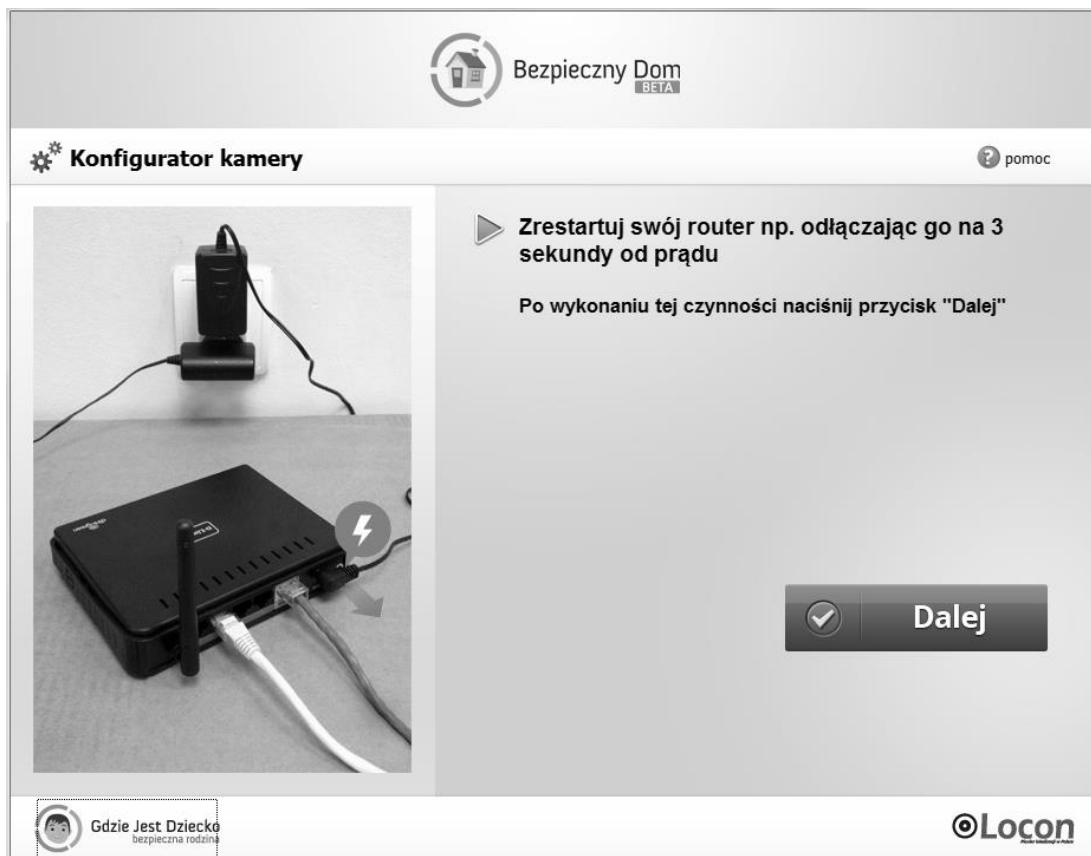 Bezpieczny Dom
BETA
Konfigurator kamery
pomoc
Zrestartuj swój router np. odłączając go na 3
sekundy od prądu
Po wykonaniu tej czynności naciśnij przycisk "Dalej"
Dalej
Gdzie Jest Dziecko
bezpieczna rodzina
Locon